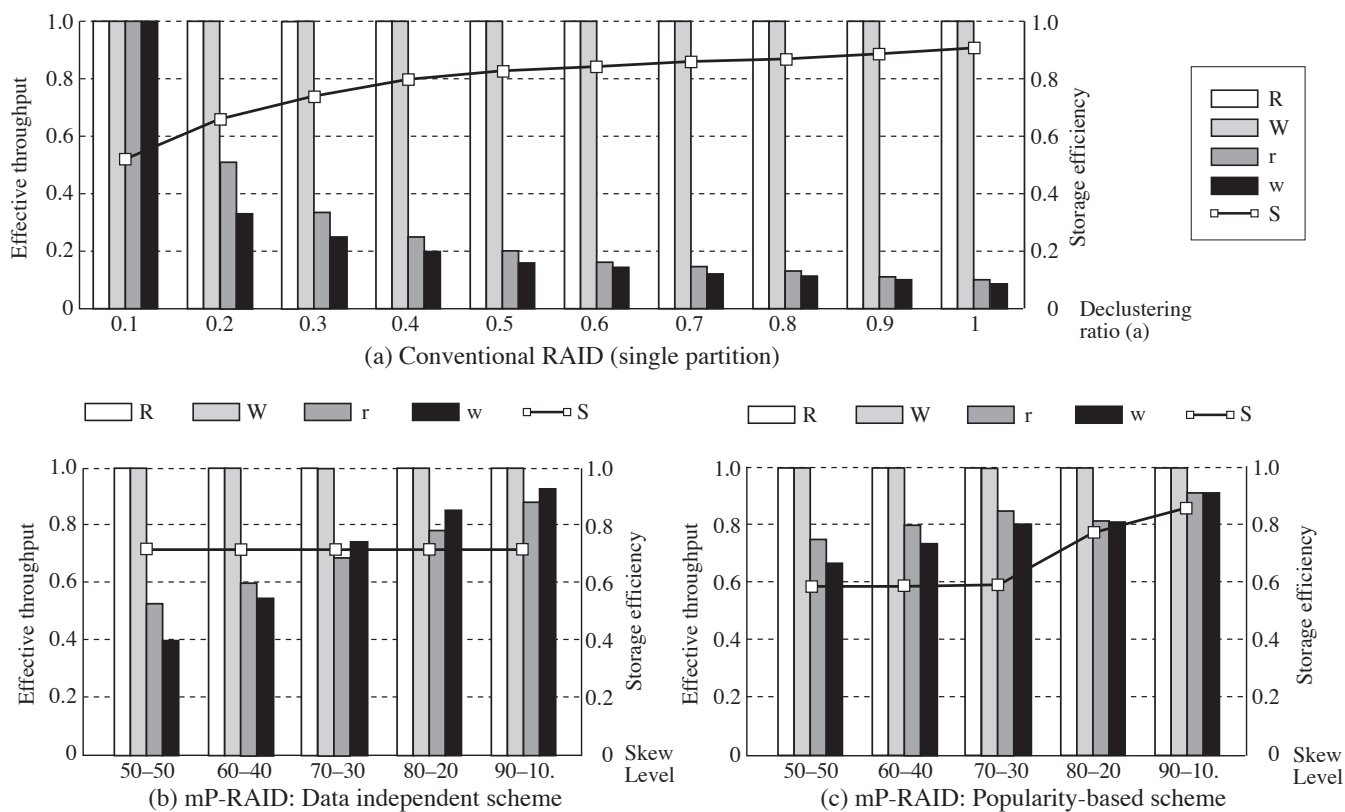 1.0
0.8
0.6
0.4
0.2
0
Effective throughput
1.0
0.8
0.6
0.4
0.2
0
Storage efficiency
0.1 0.2 0.3 0.4 0.5 0.6 0.7 0.8 0.9 1
Declustering
ratio (a)
R
W
r
w
S
(a) Conventional RAID (single partition)
R W r w S
1.0
0.8
0.6
0.4
0.2
0
Effective throughput
1.0
0.8
0.6
0.4
0.2
0
Storage efficiency
50–50 60–40 70–30 80–20 90–10.
Skew
Level
(b) mP-RAID: Data independent scheme
R W r w S
1.0
0.8
0.6
0.4
0.2
0
Effective throughput
1.0
0.8
0.6
0.4
0.2
0
Storage efficiency
50–50 60–40 70–30 80–20 90–10.
Skew
Level
(c) mP-RAID: Popularity-based scheme